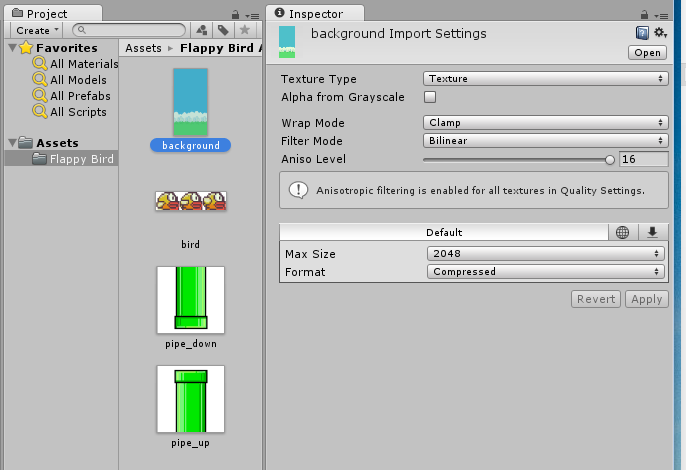 Project
Create
Favorites
All Materials
All Models
All Prefabs
All Scripts
Assets
Flappy Bird
Assets ▸ Flappy Bird A
background
bird
pipe_down
pipe_up
Inspector
background Import Settings
Open
Texture Type Texture
Alpha from Grayscale
Wrap Mode Clamp
Filter Mode Bilinear
Aniso Level 16
Anisotropic filtering is enabled for all textures in Quality Settings.
Default
Max Size 2048
Format Compressed
Revert Apply